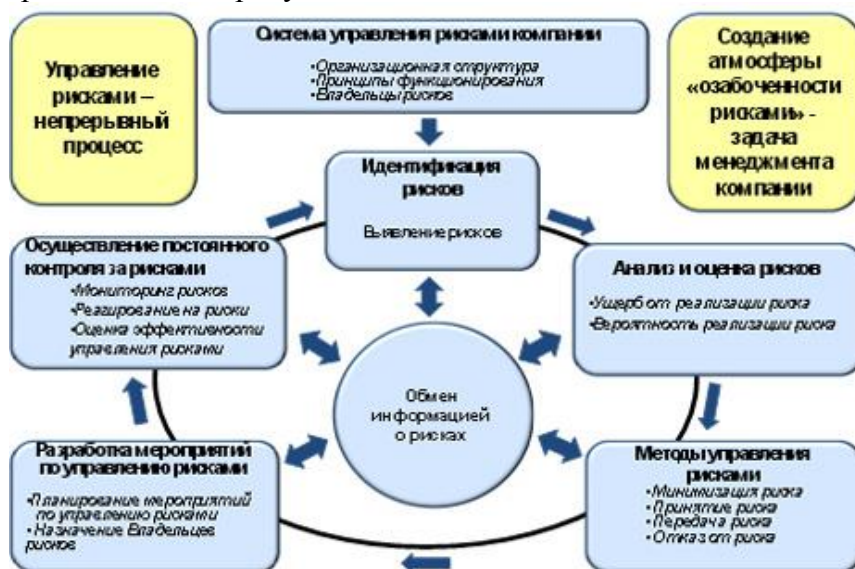 Управление
рисками –
непрерывный
процесс
Система управления рисками компании
•Организационная структура
•Принципы функционирования
•Владельцы рисков
Создание
атмосферы
«озабоченности
рисками» -
задача
менеджмента
компании
Идентификация
рисков
Выявление рисков
Осуществление постоянного
контроля за рисками
•Мониторинг рисков
•Реагирование на риски
•Оценка эффективности
управления рисками
Анализ и оценка рисков
•Ущерб от реализации риска
•Вероятность реализации риска
Обмен
информацией
о рисках
Разработка мероприятий
по управлению рисками
•Планирование мероприятий
по управлению рисками
•Назначение Владельцев
рисков
Методы управления
рисками
•Минимизация риска
•Принятие риска
•Передача риска
•Отказ от риска